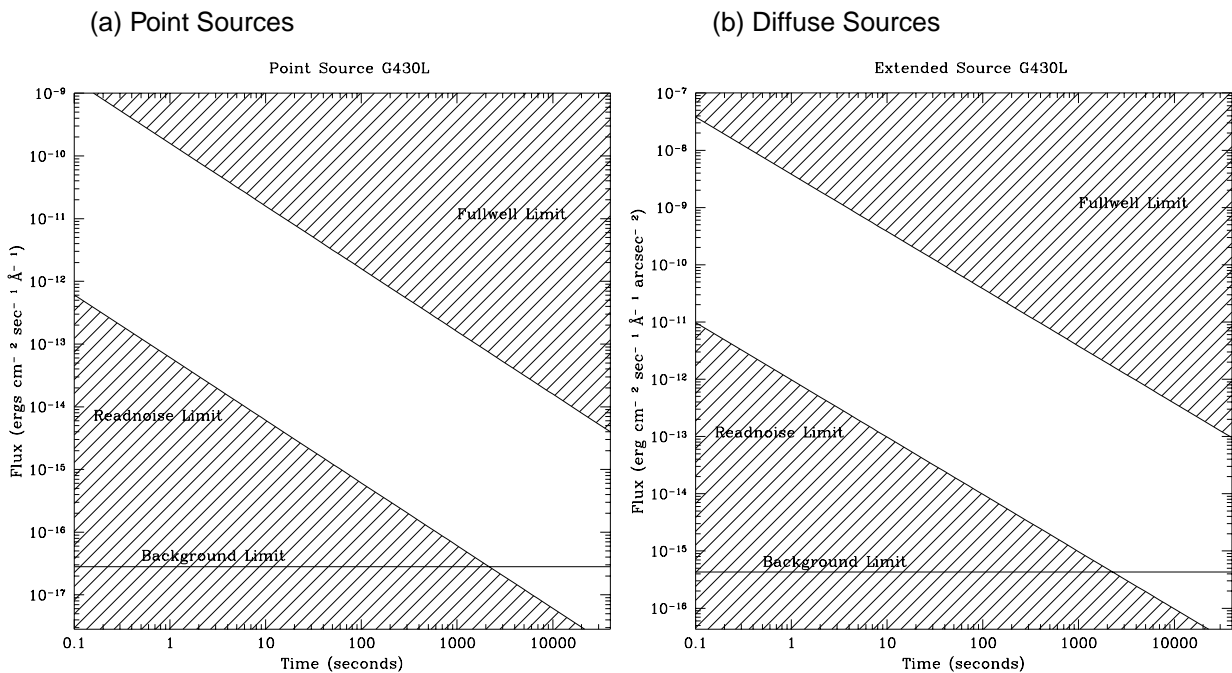 (a) Point Sources
Point Source G430L
Flux (ergs cm⁻² sec⁻¹ Å⁻¹)
10⁻⁹
10⁻¹⁰
10⁻¹¹
10⁻¹²
10⁻¹³
10⁻¹⁴
10⁻¹⁵
10⁻¹⁶
10⁻¹⁷
Fullwell Limit
Readnoise Limit
Background Limit
0.1 1 10 100 1000 10000
Time (seconds)
(b) Diffuse Sources
Extended Source G430L
Flux (erg cm⁻² sec⁻¹ Å⁻¹ arcsec⁻²)
10⁻⁷
10⁻⁸
10⁻⁹
10⁻¹⁰
10⁻¹¹
10⁻¹²
10⁻¹³
10⁻¹⁴
10⁻¹⁵
10⁻¹⁶
Fullwell Limit
Readnoise Limit
Background Limit
0.1 1 10 100 1000 10000
Time (seconds)